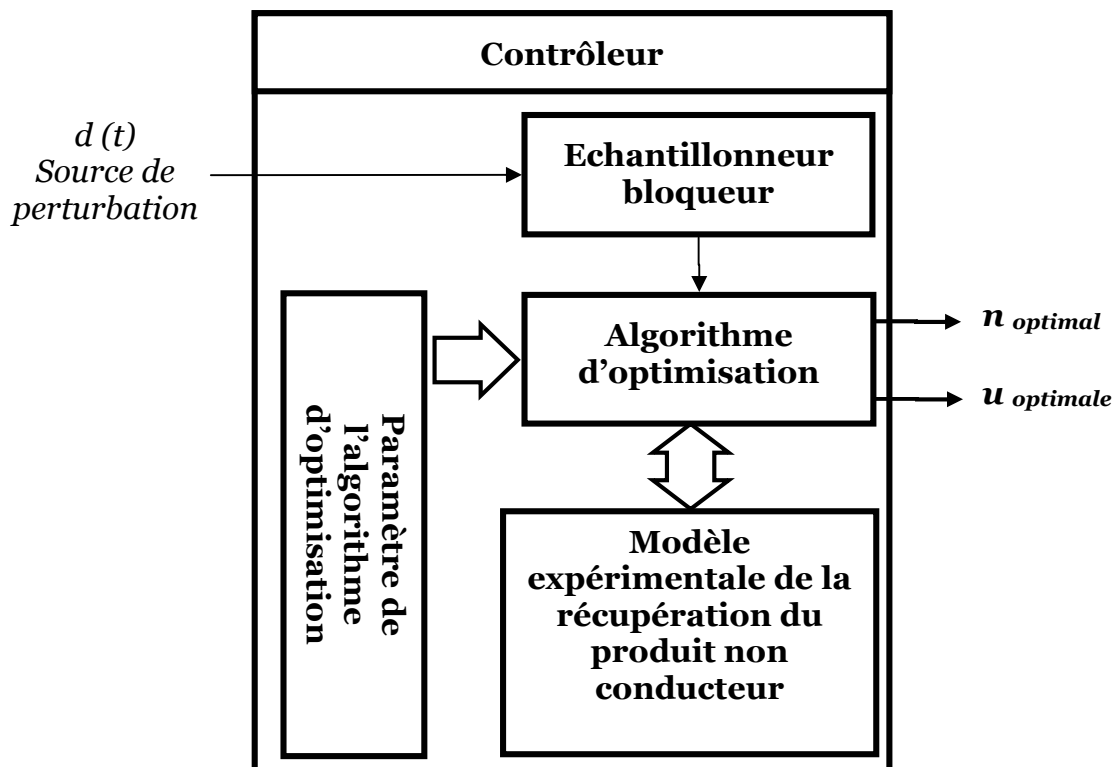 Contrôleur
d (t)
Source de
perturbation
Echantillonneur
bloqueur
Algorithme
d’optimisation
n optimal
u optimale
Paramètre de
l’algorithme
d’optimisation
Modèle
expérimentale de la
récupération du
produit non
conducteur